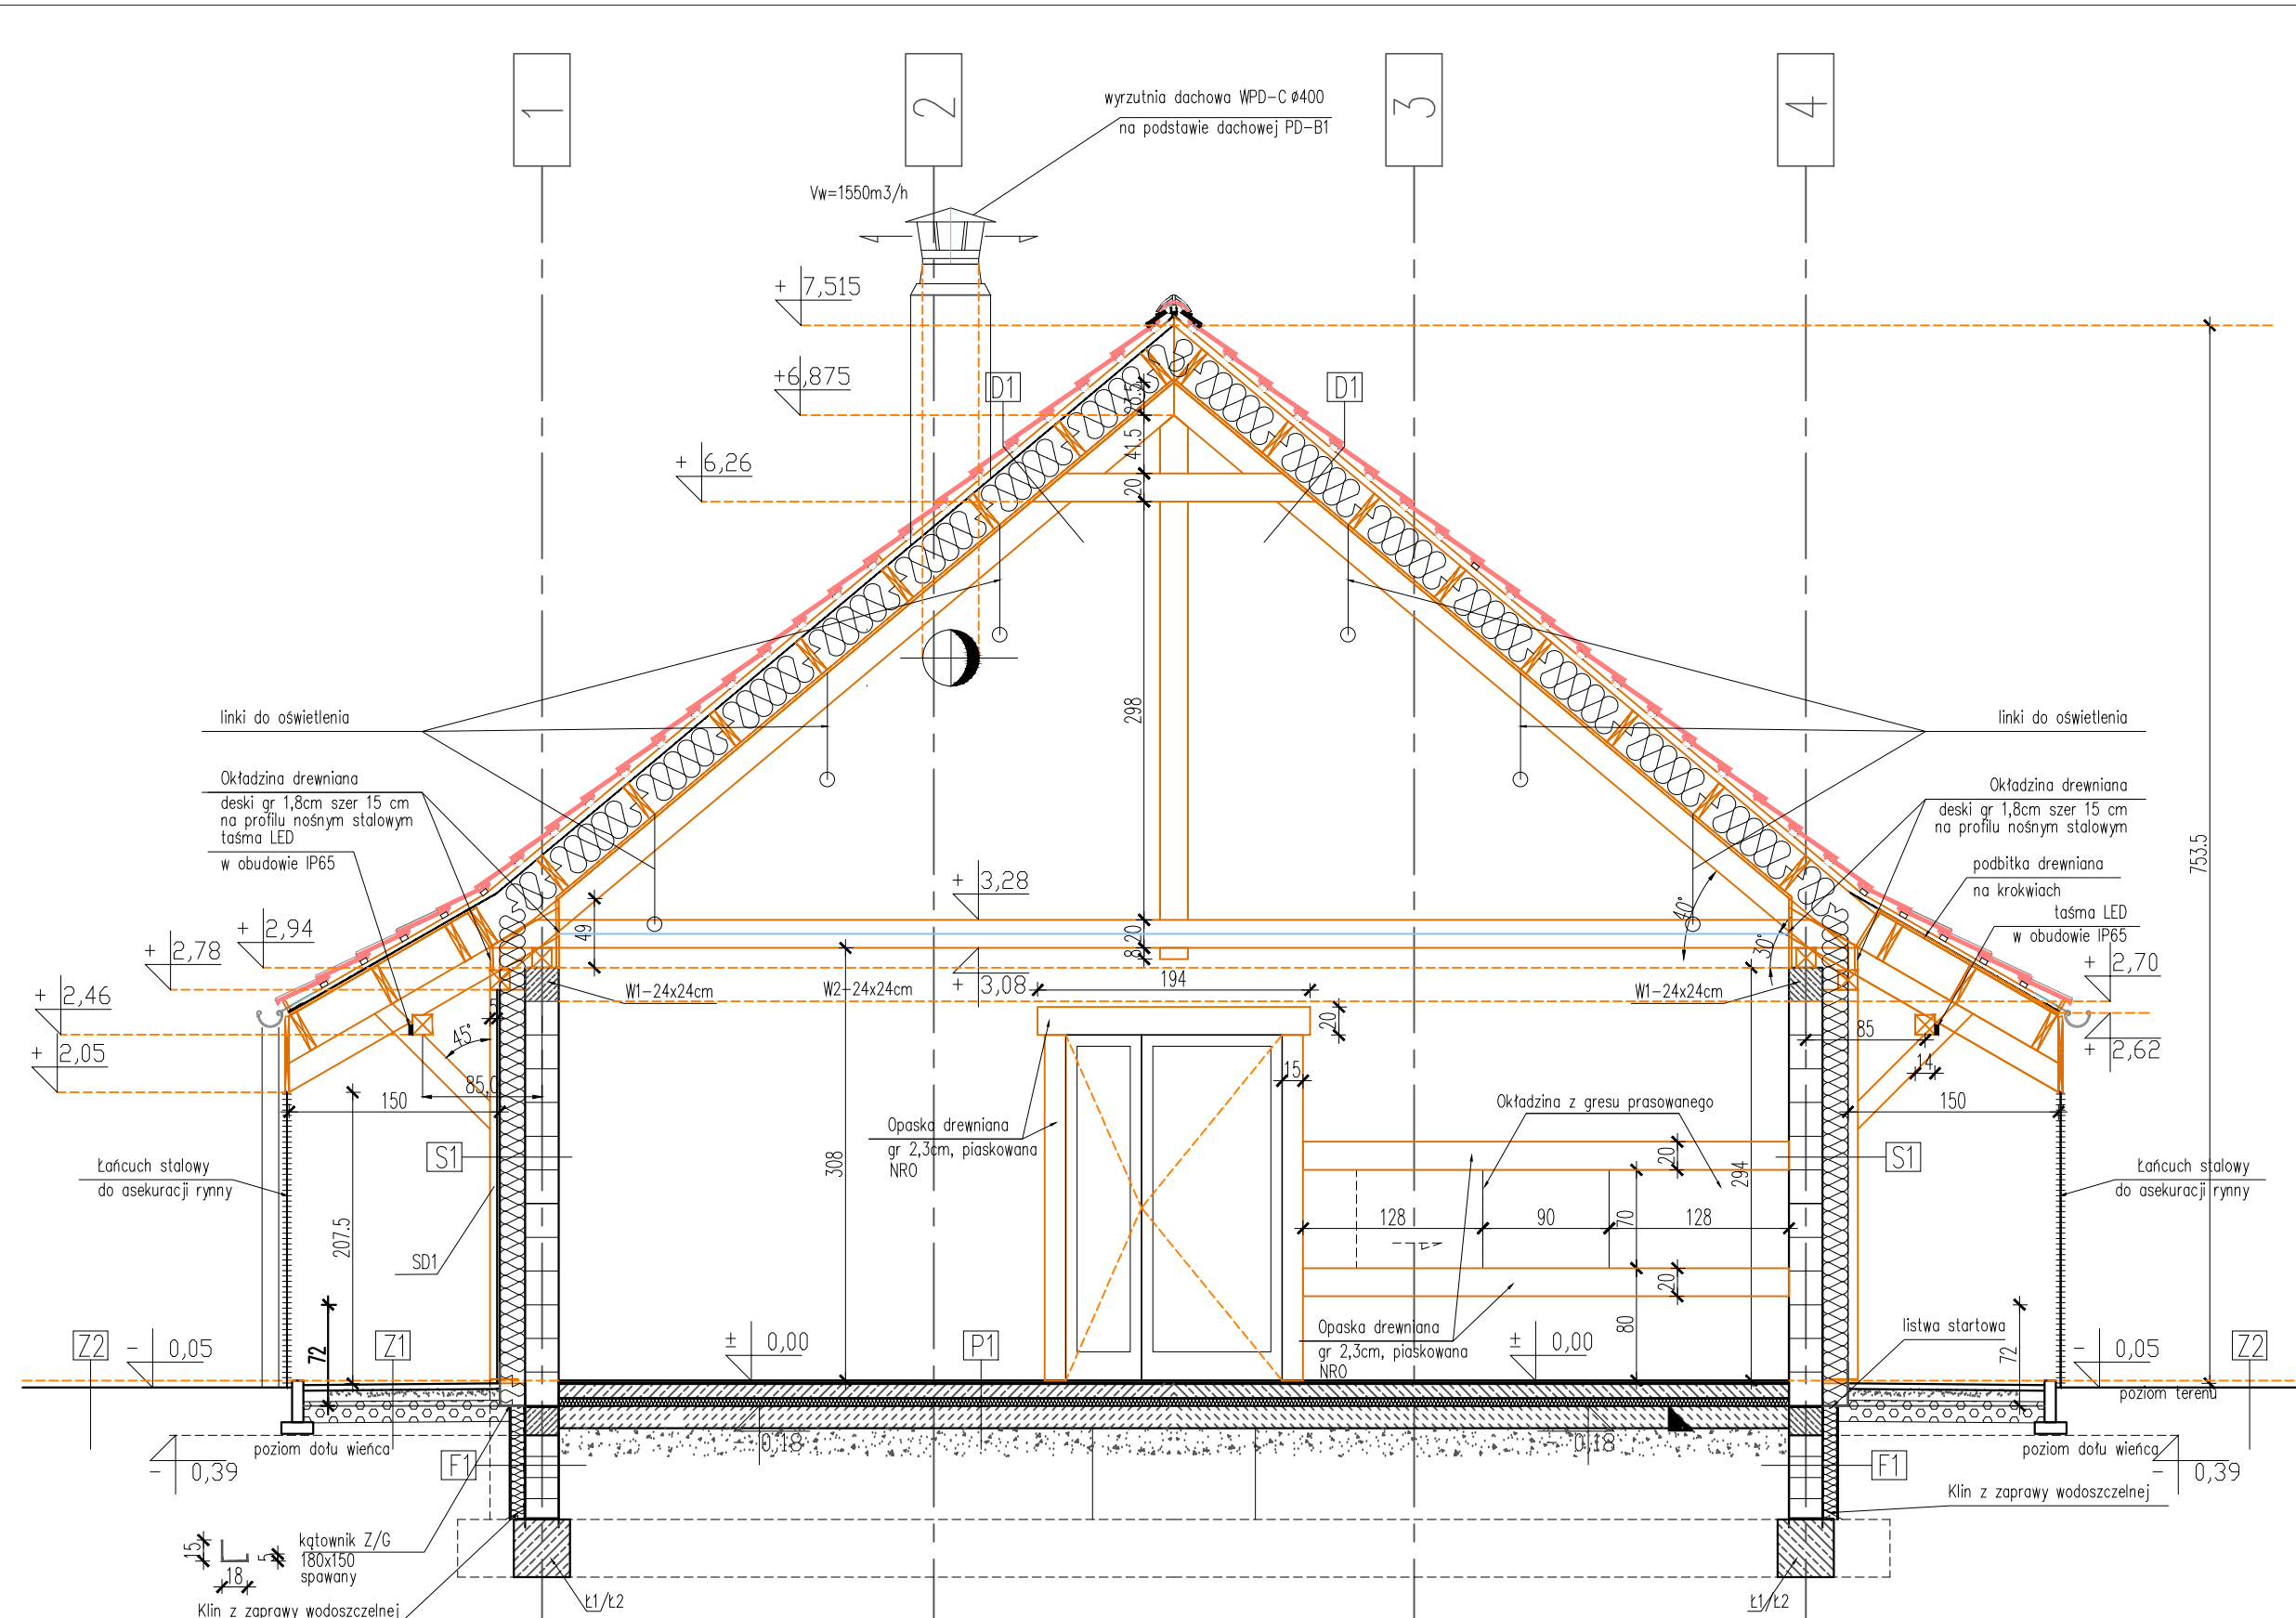 1
2
3
4
wyrzutnia dachowa WPD-C ø400
na podstawie dachowej PD-B1
Vw=1550m3/h
+ 7,515
+6,875
+ 6,26
D1
D1
41.5
20
298
753.5
linki do oświetlenia
linki do oświetlenia
Okładzina drewniana
deski gr 1,8cm szer 15 cm
na profilu nośnym stalowym
taśma LED
w obudowie IP65
Okładzina drewniana
deski gr 1,8cm szer 15 cm
na profilu nośnym stalowym
podbitka drewniana
na krokwiach
taśma LED
w obudowie IP65
+ 3,28
40°
30°
49
20
8
+ 2,94
+ 2,78
+ 2,46
+ 2,05
+ 2,70
+ 2,62
+ 3,08
W1-24x24cm
W2-24x24cm
W1-24x24cm
194
20
45°
85,0
150
85
14
150
15
Okładzina z gresu prasowanego
Opaska drewniana
gr 2,3cm, piaskowana
NRO
308
294
20
S1
S1
Łańcuch stalowy
do asekuracji rynny
Łańcuch stalowy
do asekuracji rynny
207.5
SD1
128
90
70
128
20
80
Opaska drewniana
gr 2,3cm, piaskowana
NRO
listwa startowa
72
72
Z2
- 0,05
Z1
± 0,00
P1
± 0,00
- 0,05
Z2
poziom terenu
- 0,18
- 0,18
poziom dołu wieńca
- 0,39
poziom dołu wieńca
- 0,39
F1
F1
Klin z zaprawy wodoszczelnej
kątownik Z/G
180x150
spawany
15
5
18
Klin z zaprawy wodoszczelnej
Ł1/Ł2
Ł1/Ł2